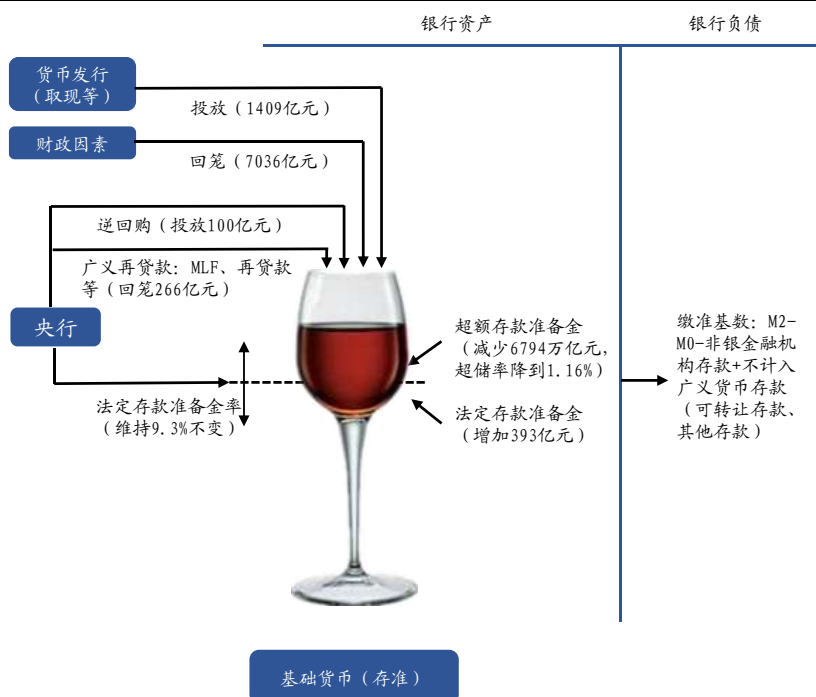 银行资产
银行负债
货币发行
（取现等）
投放（1409亿元）
财政因素
回笼（7036亿元）
逆回购（投放100亿元）
广义再贷款：MLF、再贷款
等（回笼266亿元）
央行
超额存款准备金
（减少6794万亿元，
超储率降到1.16%）
缴准基数：M2-
M0-非银金融机
构存款+不计入
广义货币存款
（可转让存款、
其他存款）
法定存款准备金率
（维持9.3%不变）
法定存款准备金
（增加393亿元）
基础货币（存准）